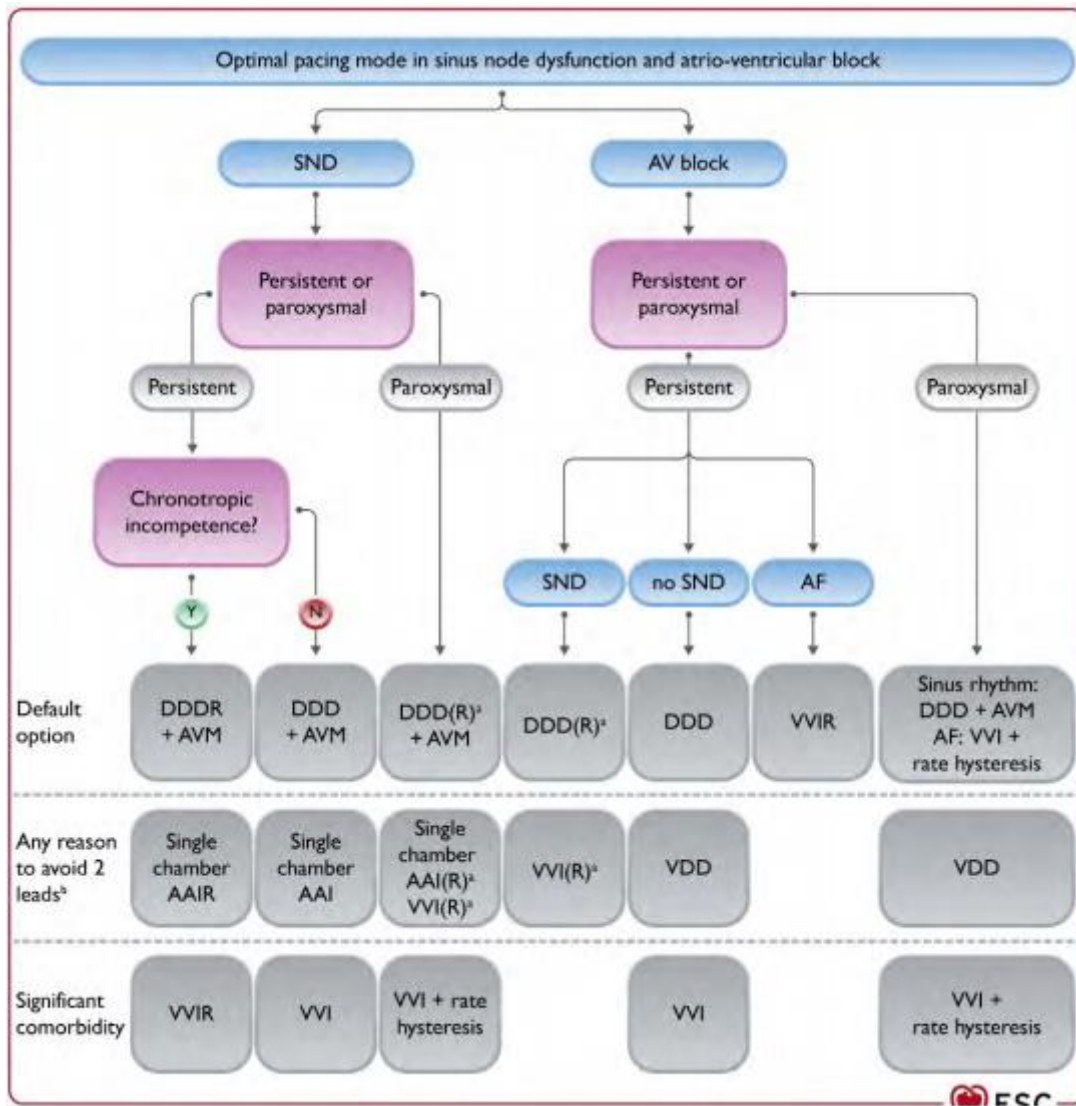 Optimal pacing mode in sinus node dysfunction and atrio-ventricular block
SND
AV block
Persistent or
paroxysmal
Persistent or
paroxysmal
Persistent
Paroxysmal
Persistent
Paroxysmal
Chronotropic
incompetence?
Y
N
SND
no SND
AF
Default
option
DDDR
+ AVM
DDD
+ AVM
DDD(R)ᵃ
+ AVM
DDD(R)ᵃ
DDD
VVIR
Sinus rhythm:
DDD + AVM
AF: VVI +
rate hysteresis
Any reason
to avoid 2
leadsᵇ
Single
chamber
AAIR
Single
chamber
AAI
Single
chamber
AAI(R)ᵃ
VVI(R)ᵃ
VVI(R)ᵃ
VDD
VDD
Significant
comorbidity
VVIR
VVI
VVI + rate
hysteresis
VVI
VVI +
rate hysteresis
ESC